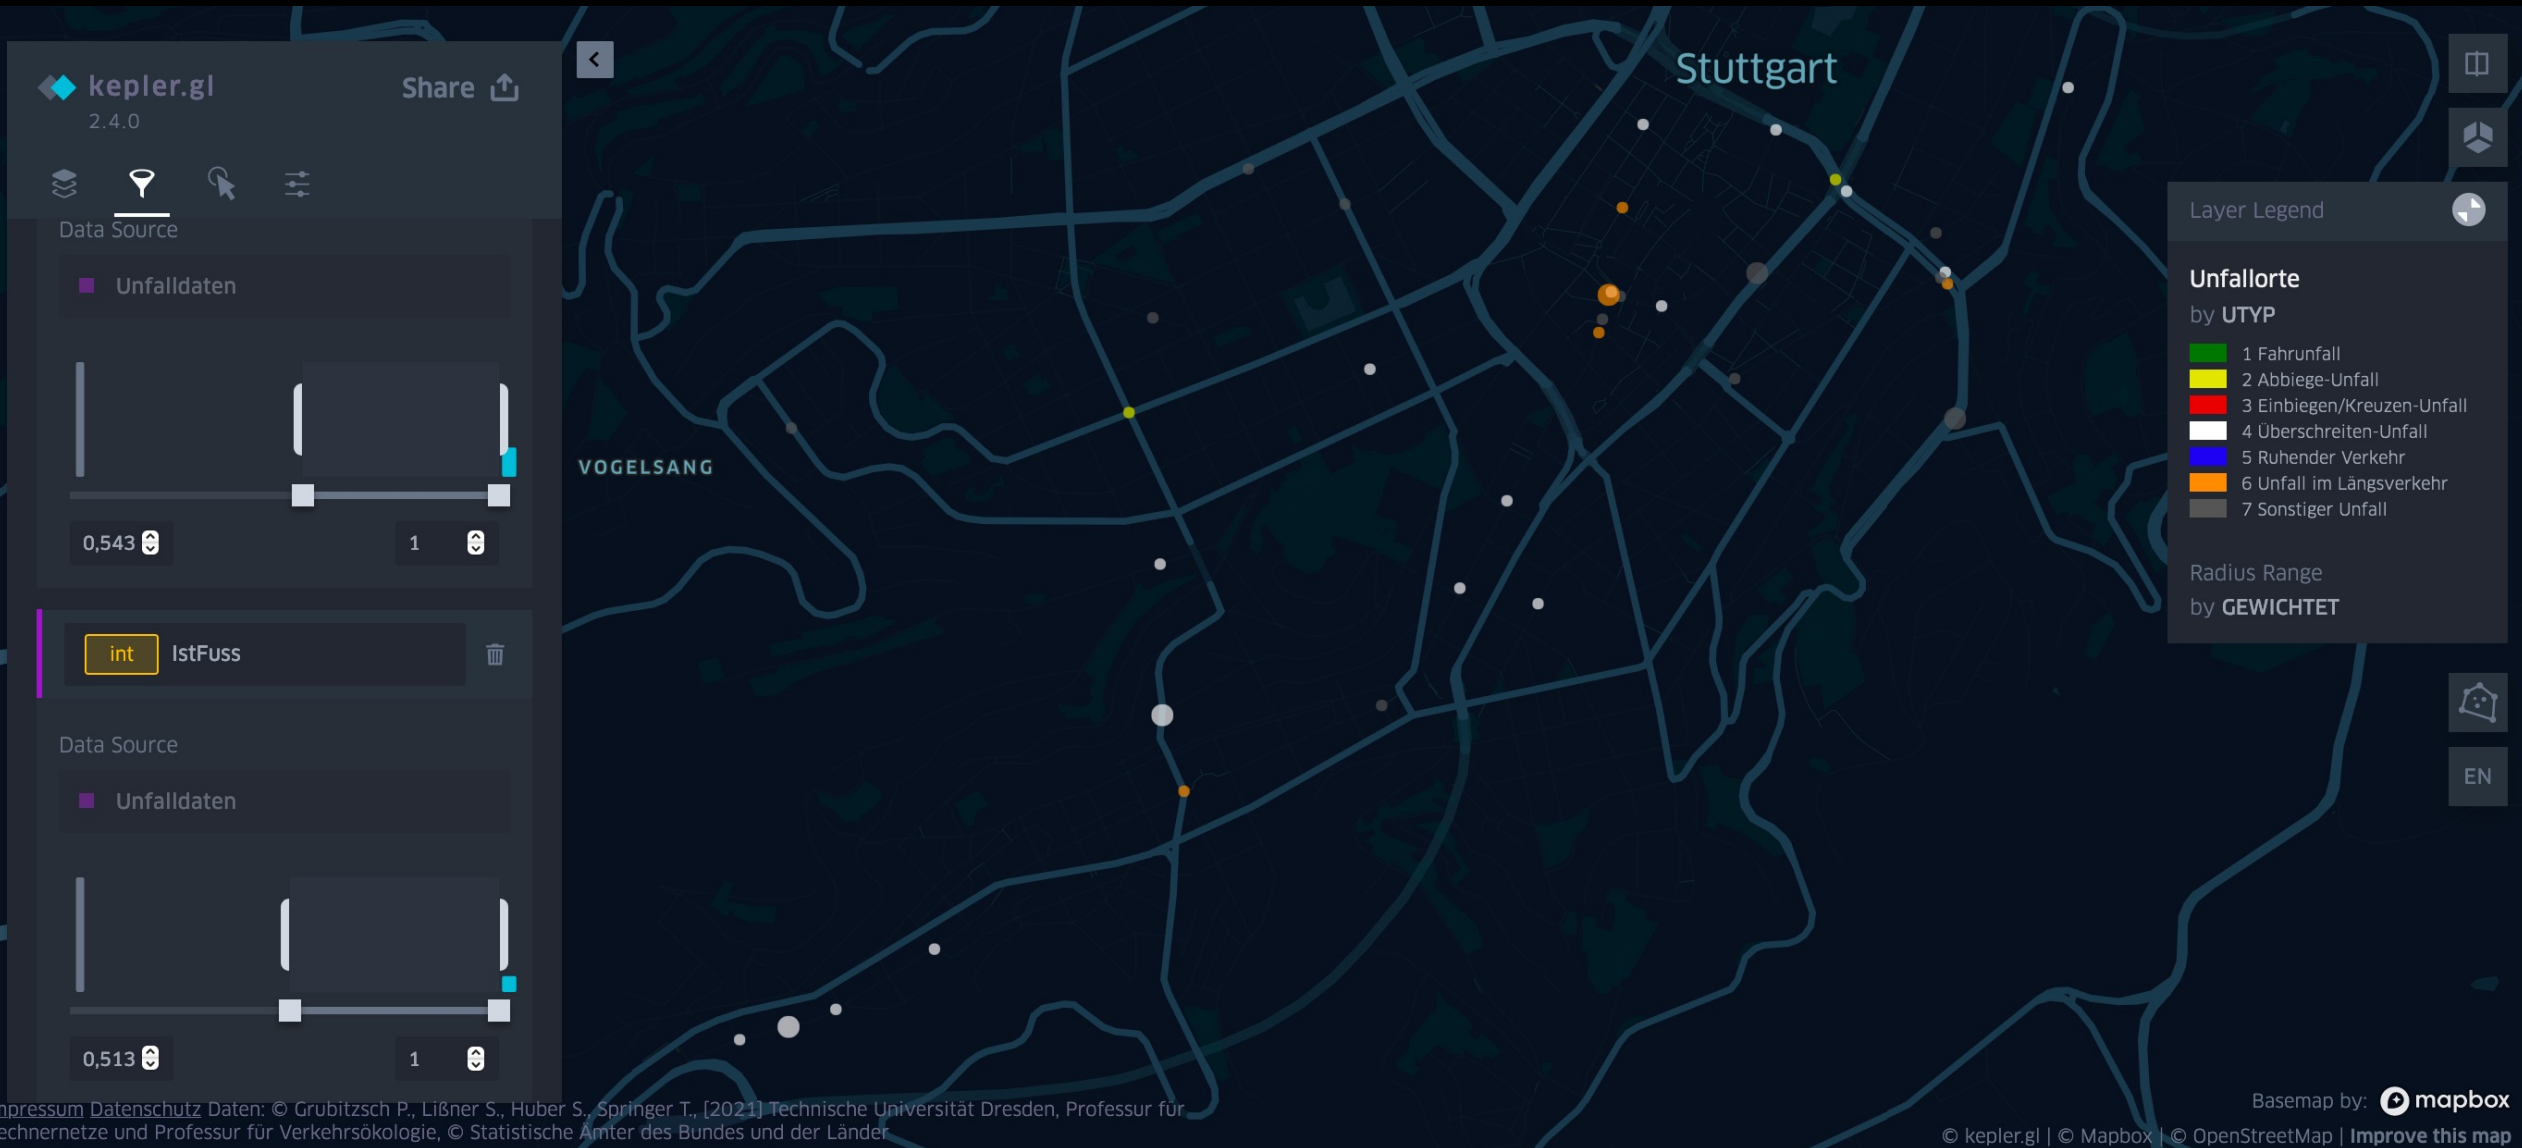 kepler.gl
2.4.0
Share
Data Source
Unfalldaten
0,543
1
int IstFuss
Data Source
Unfalldaten
0,513
1
Stuttgart
VOGELSANG
Layer Legend
Unfallorte
by UTYP
1 Fahrunfall
2 Abbiege-Unfall
3 Einbiegen/Kreuzen-Unfall
4 Überschreiten-Unfall
5 Ruhender Verkehr
6 Unfall im Längsverkehr
7 Sonstiger Unfall
Radius Range
by GEWICHTET
EN
mpressum Datenschutz Daten: © Grubitzsch P., Lißner S., Huber S., Springer T., [2021] Technische Universität Dresden, Professur für
echnernetze und Professur für Verkehrsökologie, © Statistische Ämter des Bundes und der Länder
Basemap by: mapbox
© kepler.gl | © Mapbox | © OpenStreetMap | Improve this map